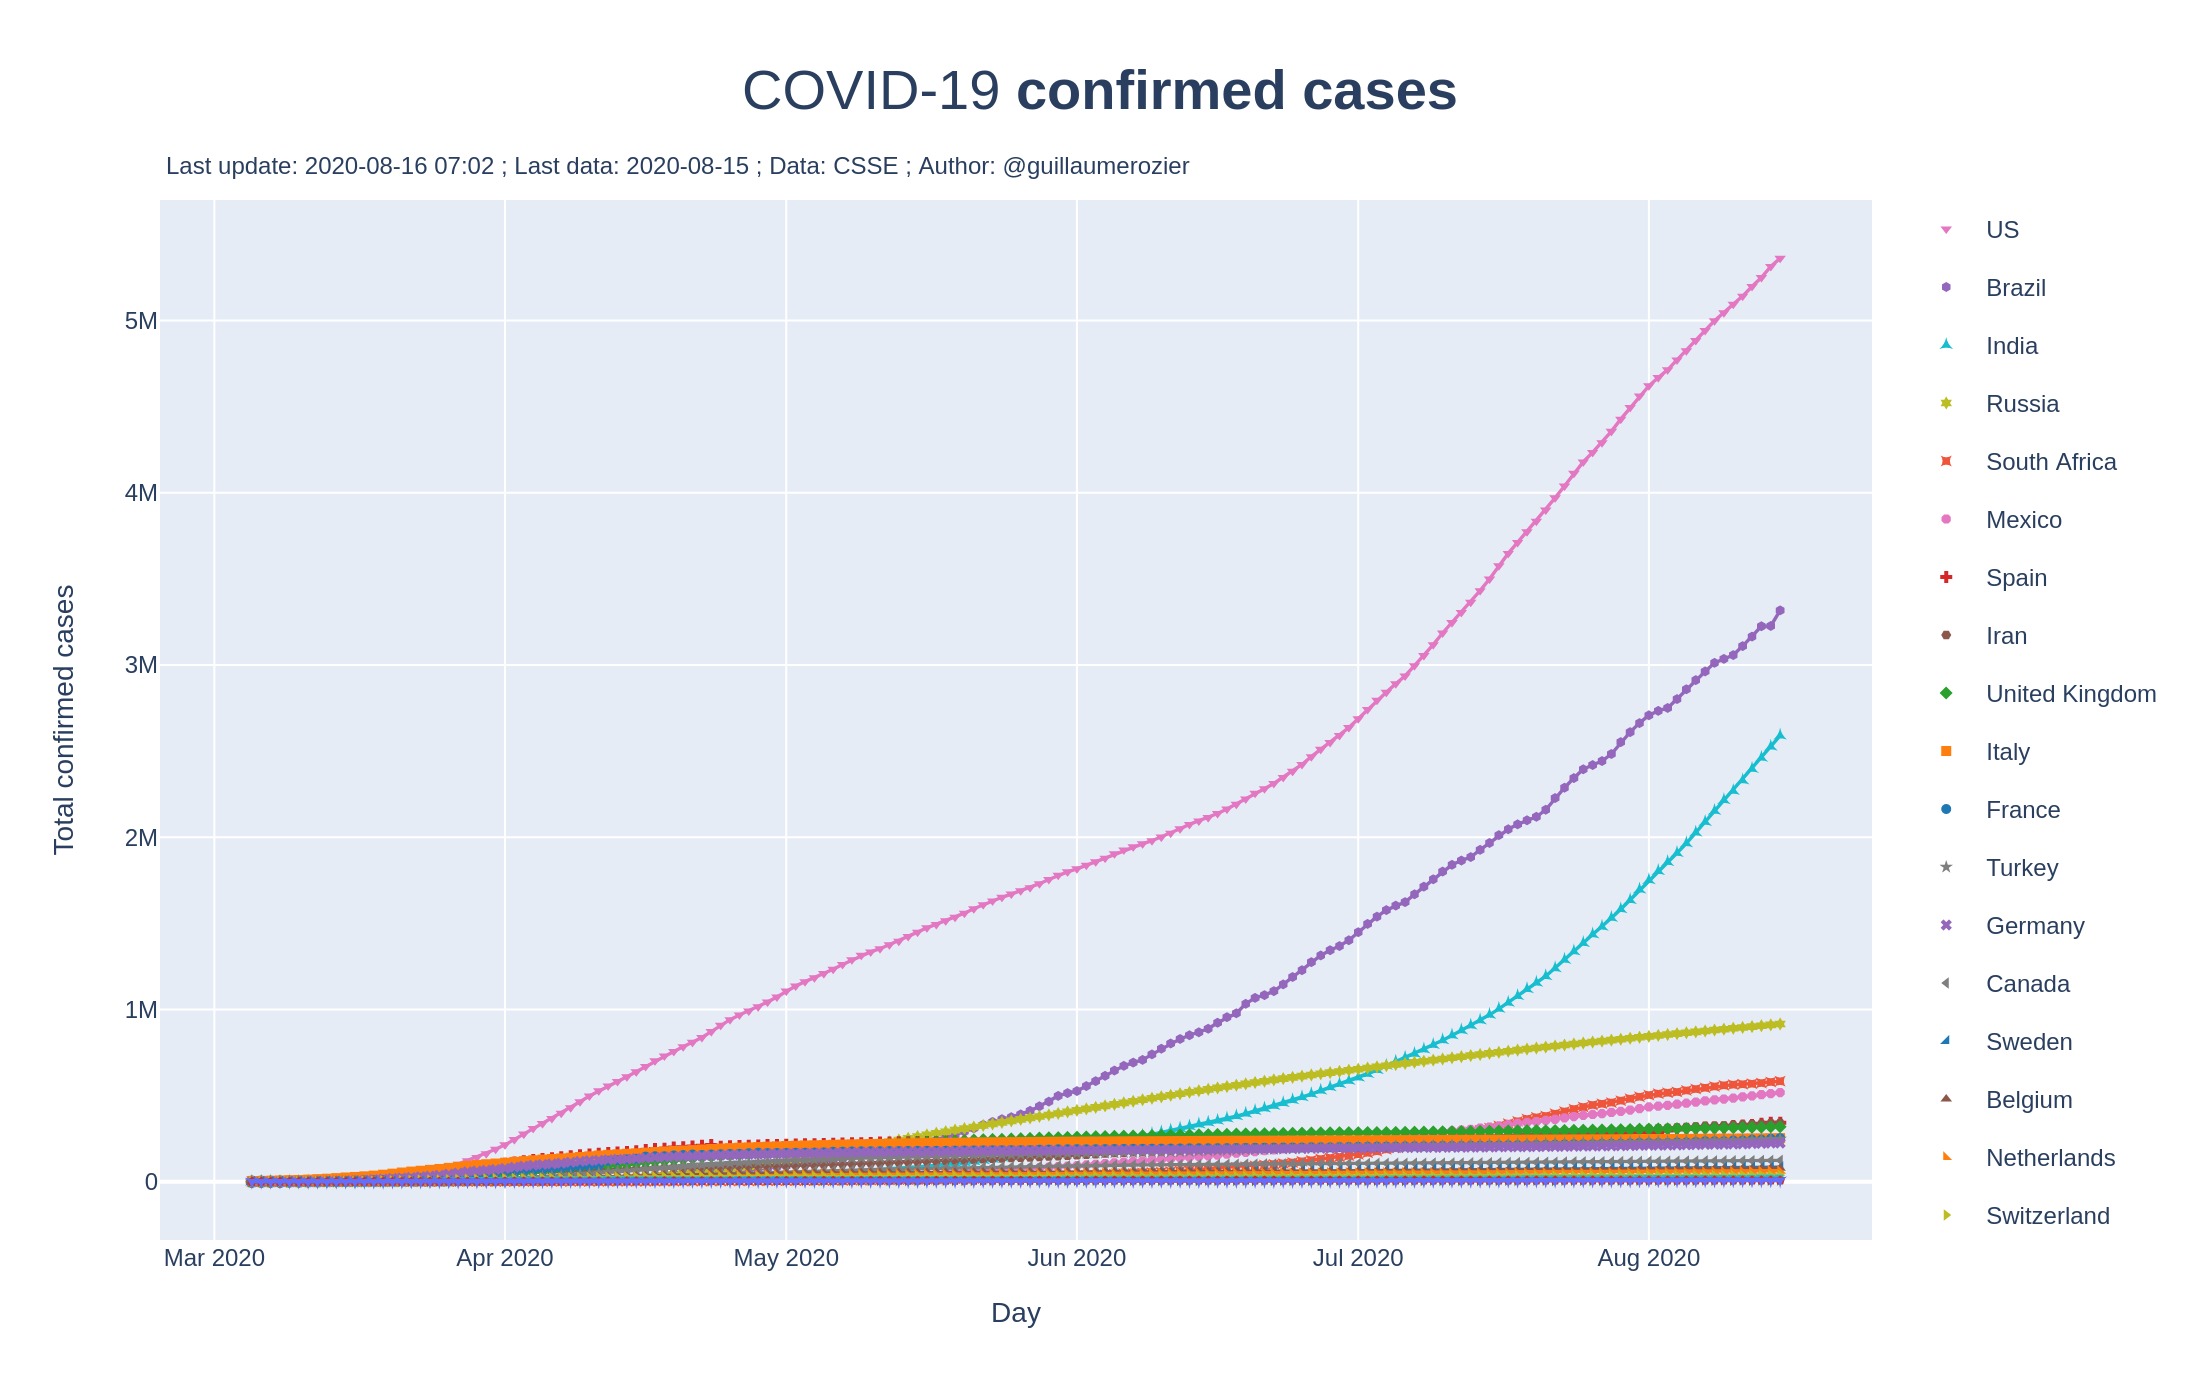 COVID-19 confirmed cases
Last update: 2020-08-16 07:02 ; Last data: 2020-08-15 ; Data: CSSE ; Author: @guillaumerozier
Total confirmed cases
5M
4M
3M
2M
1M
0
Mar 2020
Apr 2020
May 2020
Jun 2020
Jul 2020
Aug 2020
Day
US
Brazil
India
Russia
South Africa
Mexico
Spain
Iran
United Kingdom
Italy
France
Turkey
Germany
Canada
Sweden
Belgium
Netherlands
Switzerland